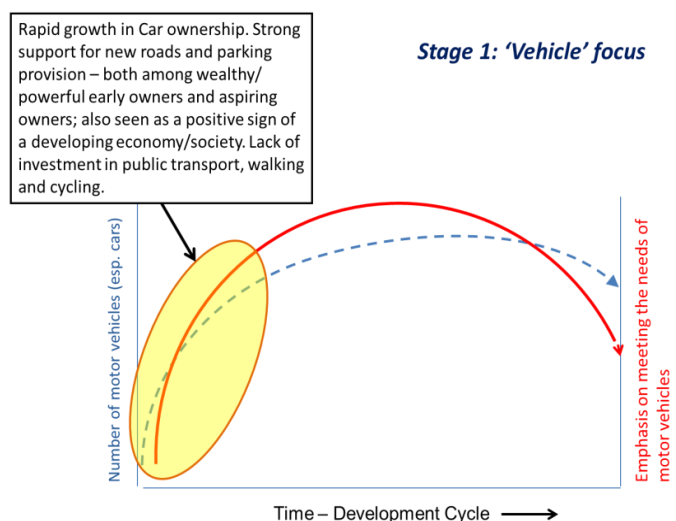 Rapid growth in Car ownership. Strong
support for new roads and parking
provision – both among wealthy/
powerful early owners and aspiring
owners; also seen as a positive sign of
a developing economy/society. Lack of
investment in public transport, walking
and cycling.
Stage 1: ‘Vehicle’ focus
Number of motor vehicles (esp. cars)
Emphasis on meeting the needs of
motor vehicles
Time – Development Cycle